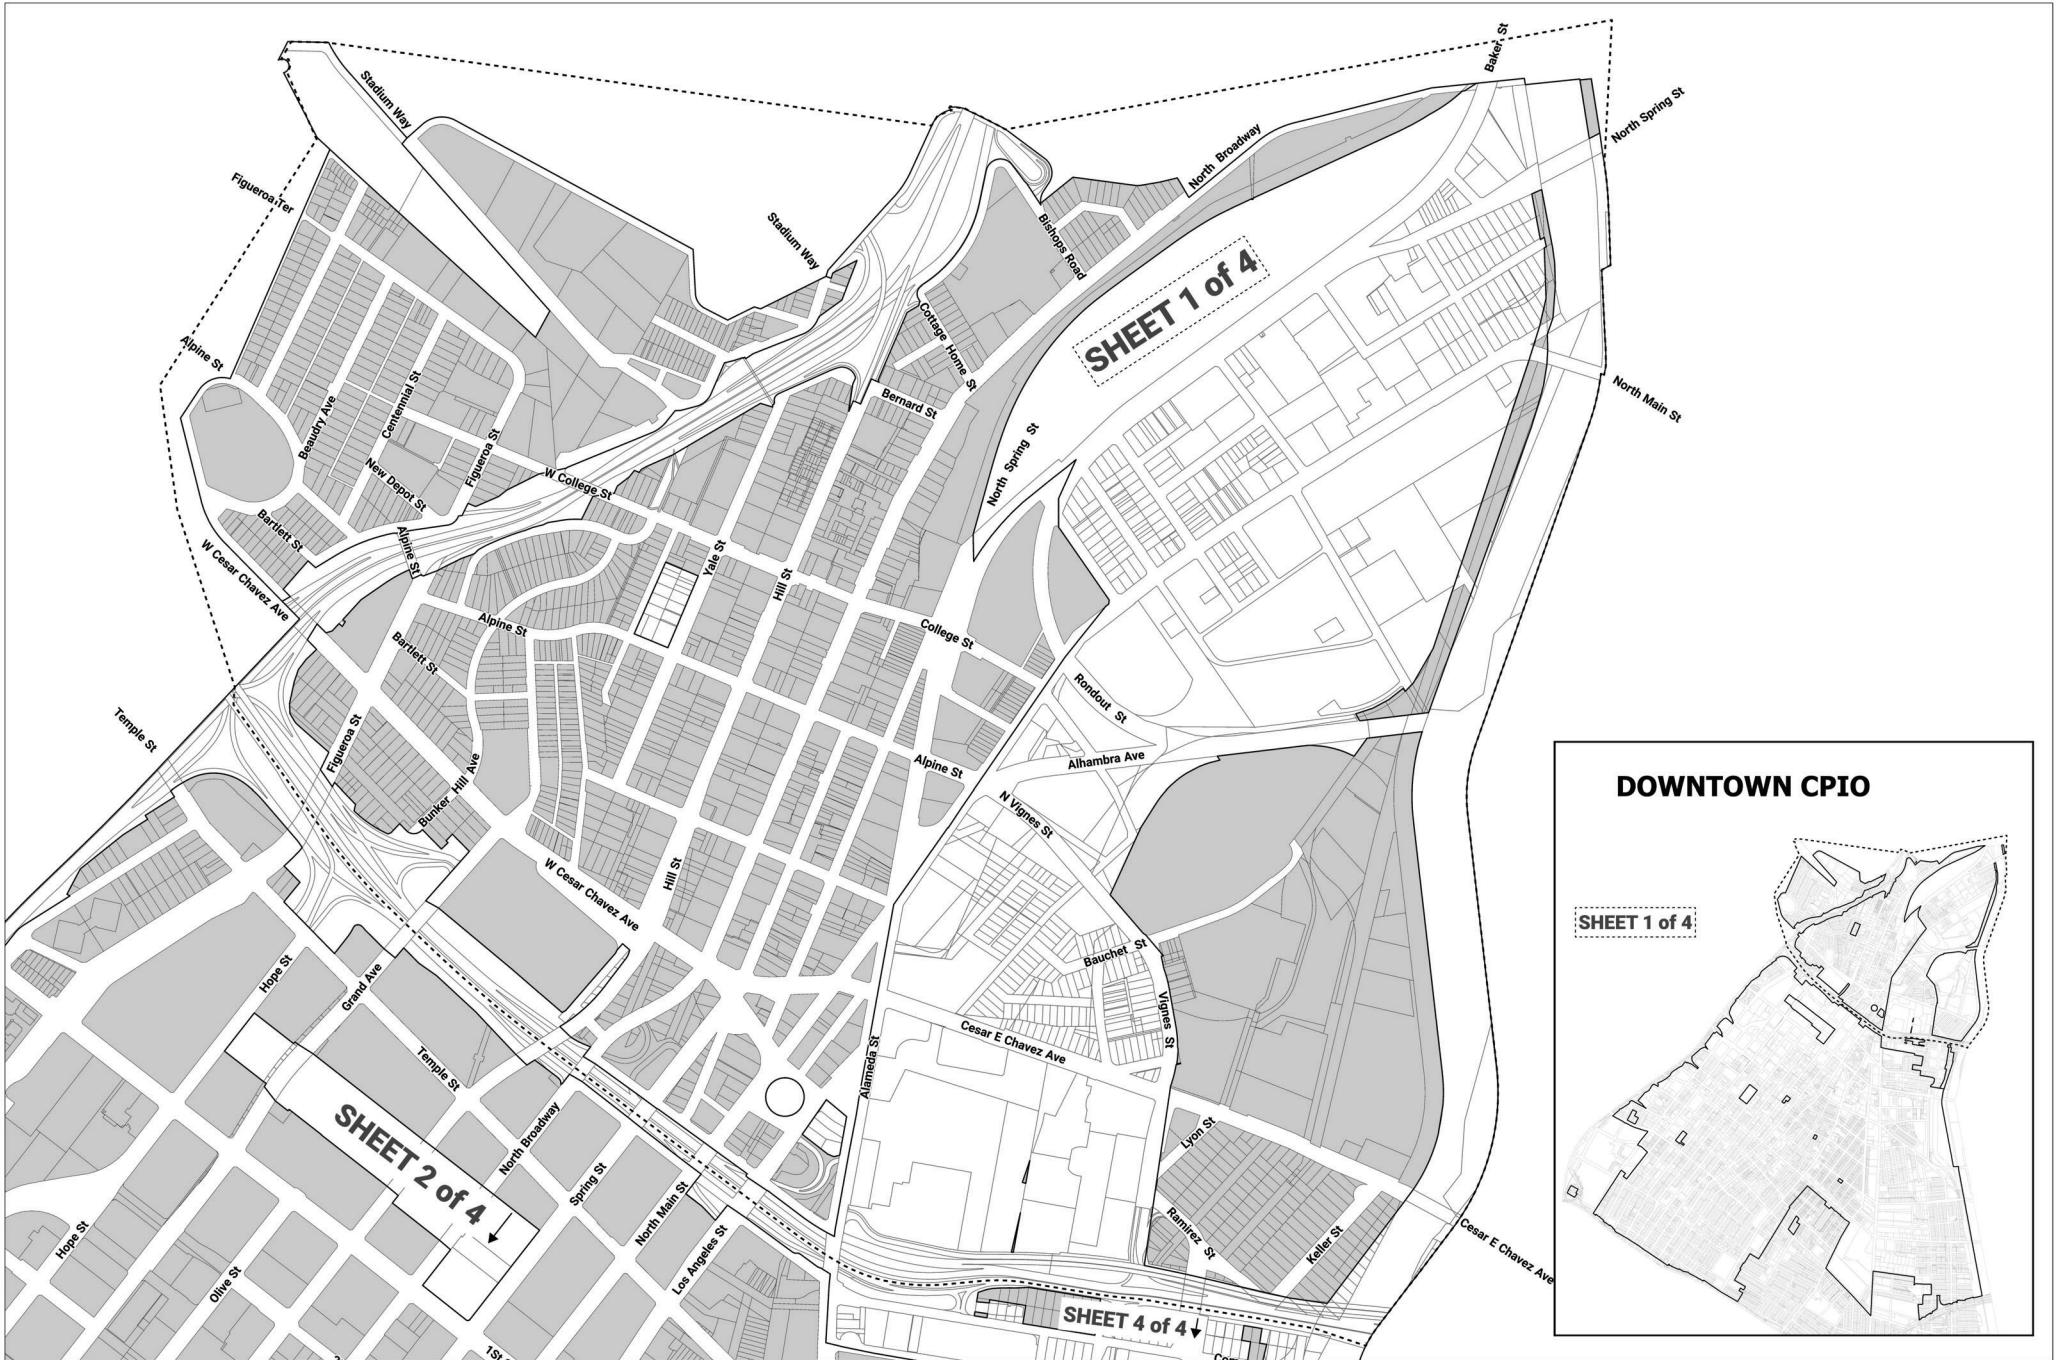 Baker St
Stadium Way
North Spring St
North Broadway
Figueroa Ter
Stadium Way
Bishops Road
SHEET 1 of 4
Alpine St
Cottage Home St
North Main St
Bernard St
Beaudry Ave
Centennial St
Figueroa St
New Depot St
W College St
North Spring St
Bartlett St
Alpine St
Yale St
Hill St
W Cesar Chavez Ave
Alpine St
College St
Bartlett St
Rondout St
Temple St
Figueroa St
Alhambra Ave
Alpine St
Bunker Hill Ave
N Vignes St
DOWNTOWN CPIO
Hill St
W Cesar Chavez Ave
SHEET 1 of 4
Bauchet St
Hope St
Grand Ave
Vignes St
Cesar E Chavez Ave
Alameda St
Temple St
SHEET 2 of 4
North Broadway
Lyon St
Spring St
North Main St
Ramirez St
Keller St
Cesar E Chavez Ave
Hope St
Los Angeles St
Olive St
SHEET 4 of 4